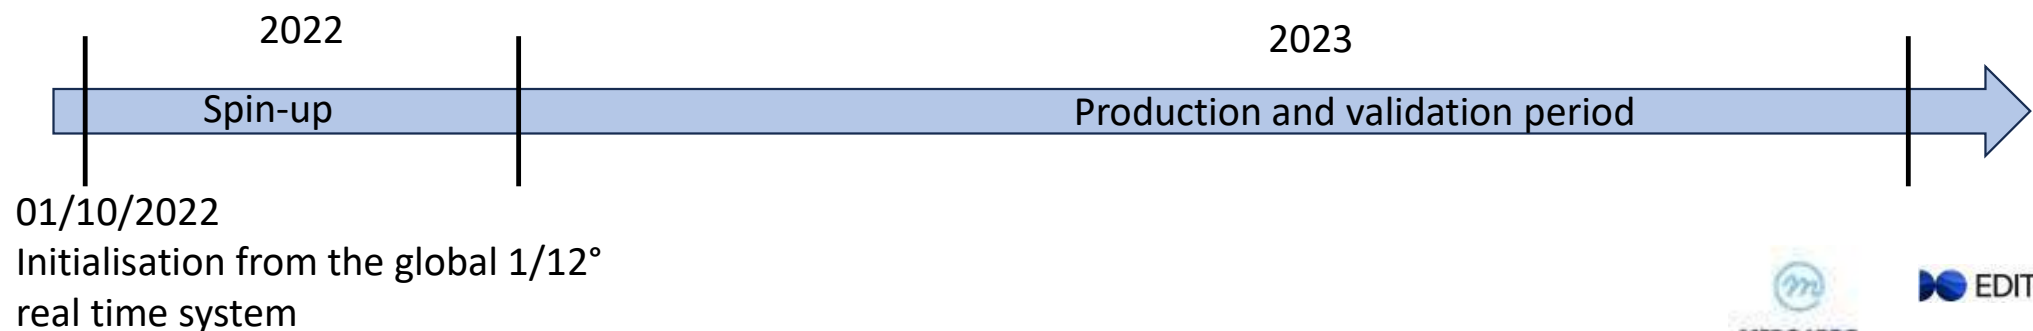 2022
2023
Spin-up
Production and validation period
01/10/2022
Initialisation from the global 1/12°
real time system
EDIT